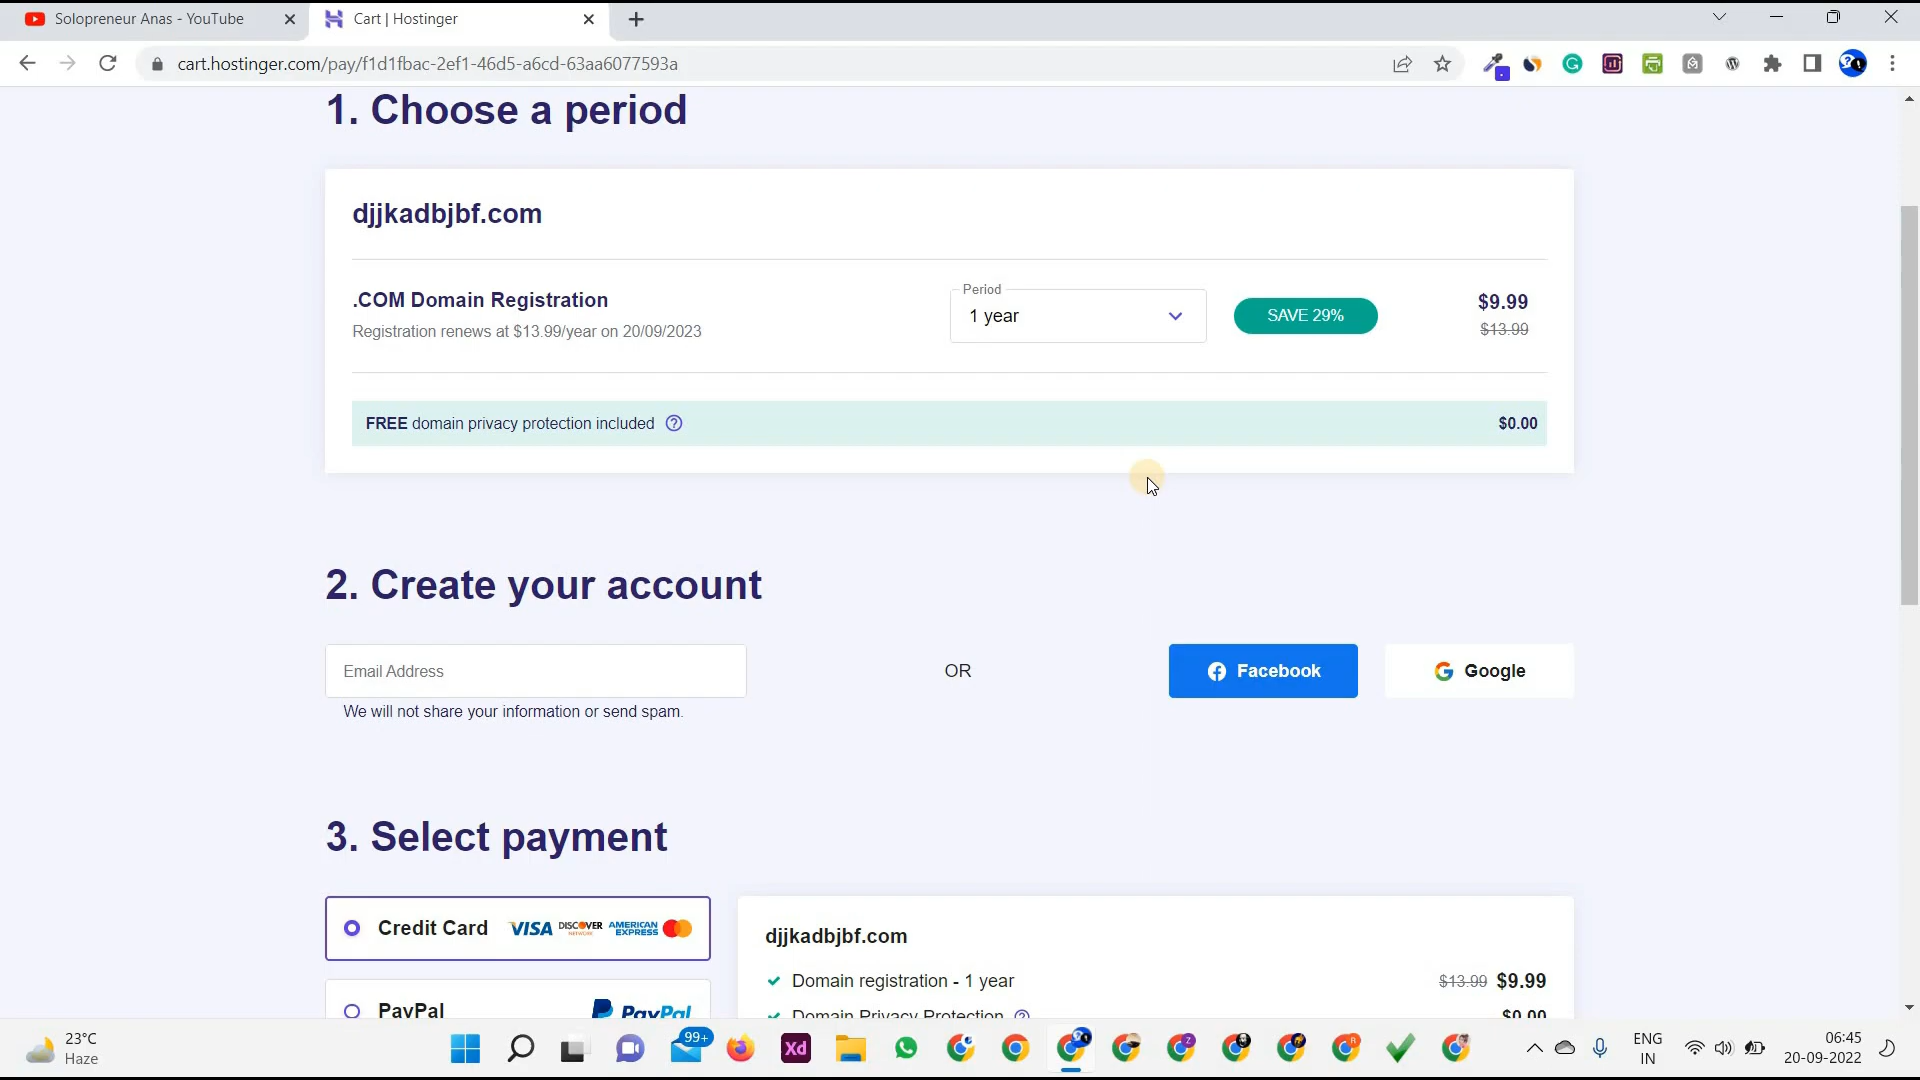 Solopreneur Anas - YouTube
Cart | Hostinger
cart.hostinger.com/pay/f1d1fbac-2ef1-46d5-a6cd-63aa6077593a
1. Choose a period
djjkadbjbf.com
.COM Domain Registration
Registration renews at $13.99/year on 20/09/2023
Period
1 year
SAVE 29%
$9.99
$13.99
FREE domain privacy protection included
$0.00
2. Create your account
Email Address
We will not share your information or send spam.
OR
Facebook
Google
3. Select payment
Credit Card VISA DISCOVER NETWORK AMERICAN EXPRESS
djjkadbjbf.com
Domain registration - 1 year $13.99 $9.99
PayPal PayPal
Domain Privacy Protection $0.00
23°C
Haze
99+
Xd
ENG
IN
06:45
20-09-2022